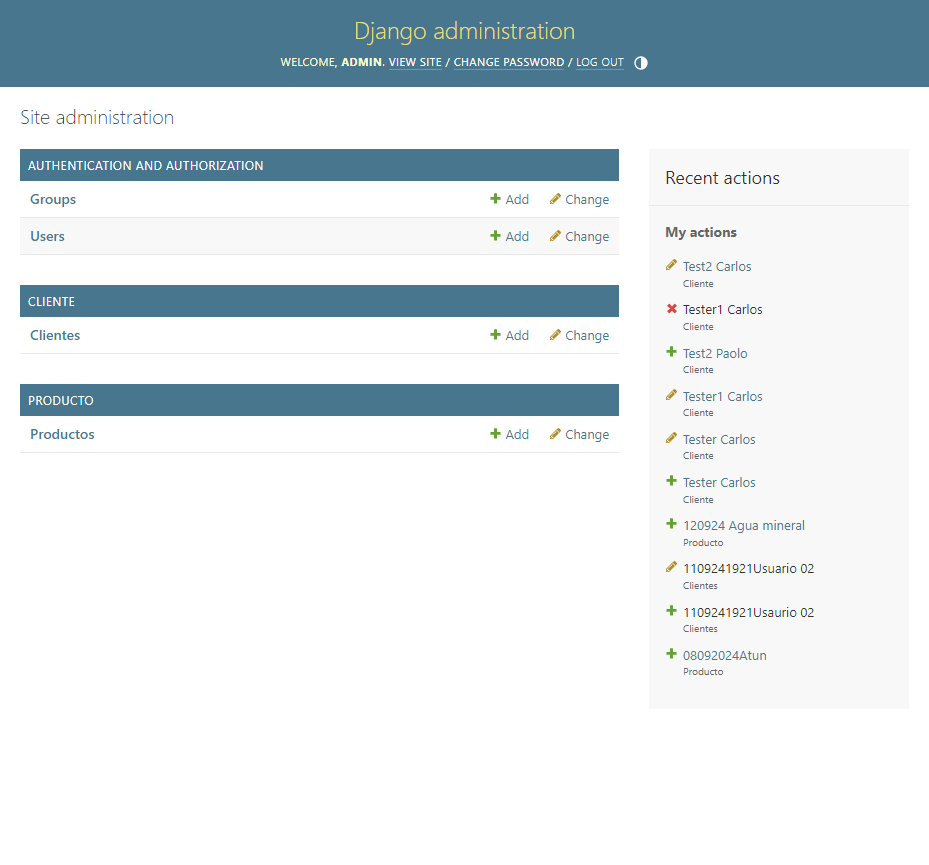 Django administration
WELCOME, ADMIN. VIEW SITE / CHANGE PASSWORD / LOG OUT
Site administration
AUTHENTICATION AND AUTHORIZATION
Groups Add Change
Users Add Change
CLIENTE
Clientes Add Change
PRODUCTO
Productos Add Change
Recent actions
My actions
Test2 Carlos
Cliente
Tester1 Carlos
Cliente
Test2 Paolo
Cliente
Tester1 Carlos
Cliente
Tester Carlos
Cliente
Tester Carlos
Cliente
120924 Agua mineral
Producto
1109241921Usuario 02
Clientes
1109241921Usaurio 02
Clientes
08092024Atun
Producto